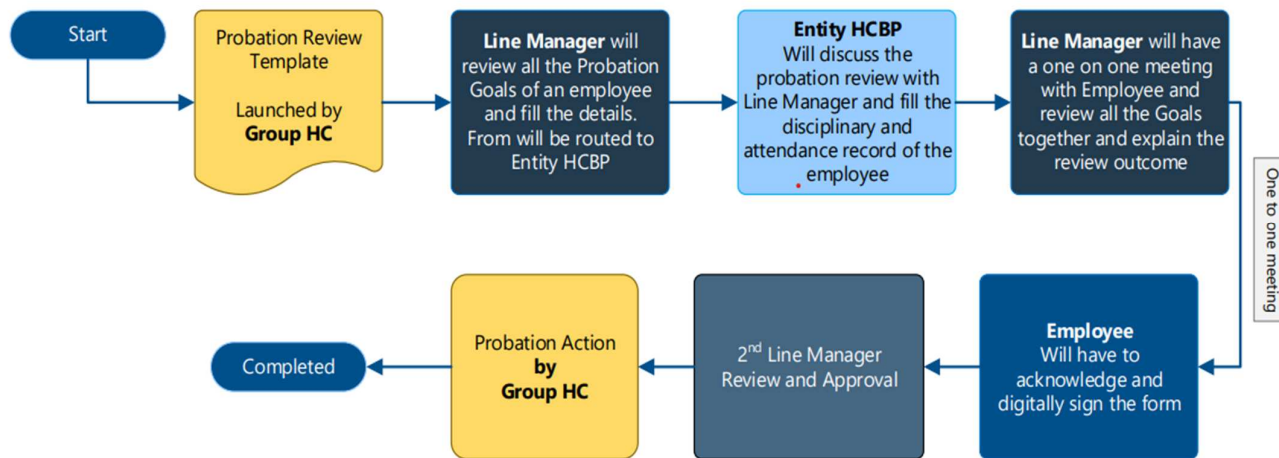 Start
Probation Review
Template
Launched by
Group HC
Line Manager will
review all the Probation
Goals of an employee
and fill the details.
From will be routed to
Entity HCBP
Entity HCBP
Will discuss the
probation review with
Line Manager and fill the
disciplinary and
attendance record of the
employee
Line Manager will have
a one on one meeting
with Employee and
review all the Goals
together and explain the
review outcome
One to one meeting
Employee
Will have to
acknowledge and
digitally sign the form
2nd Line Manager
Review and Approval
Probation Action
by
Group HC
Completed